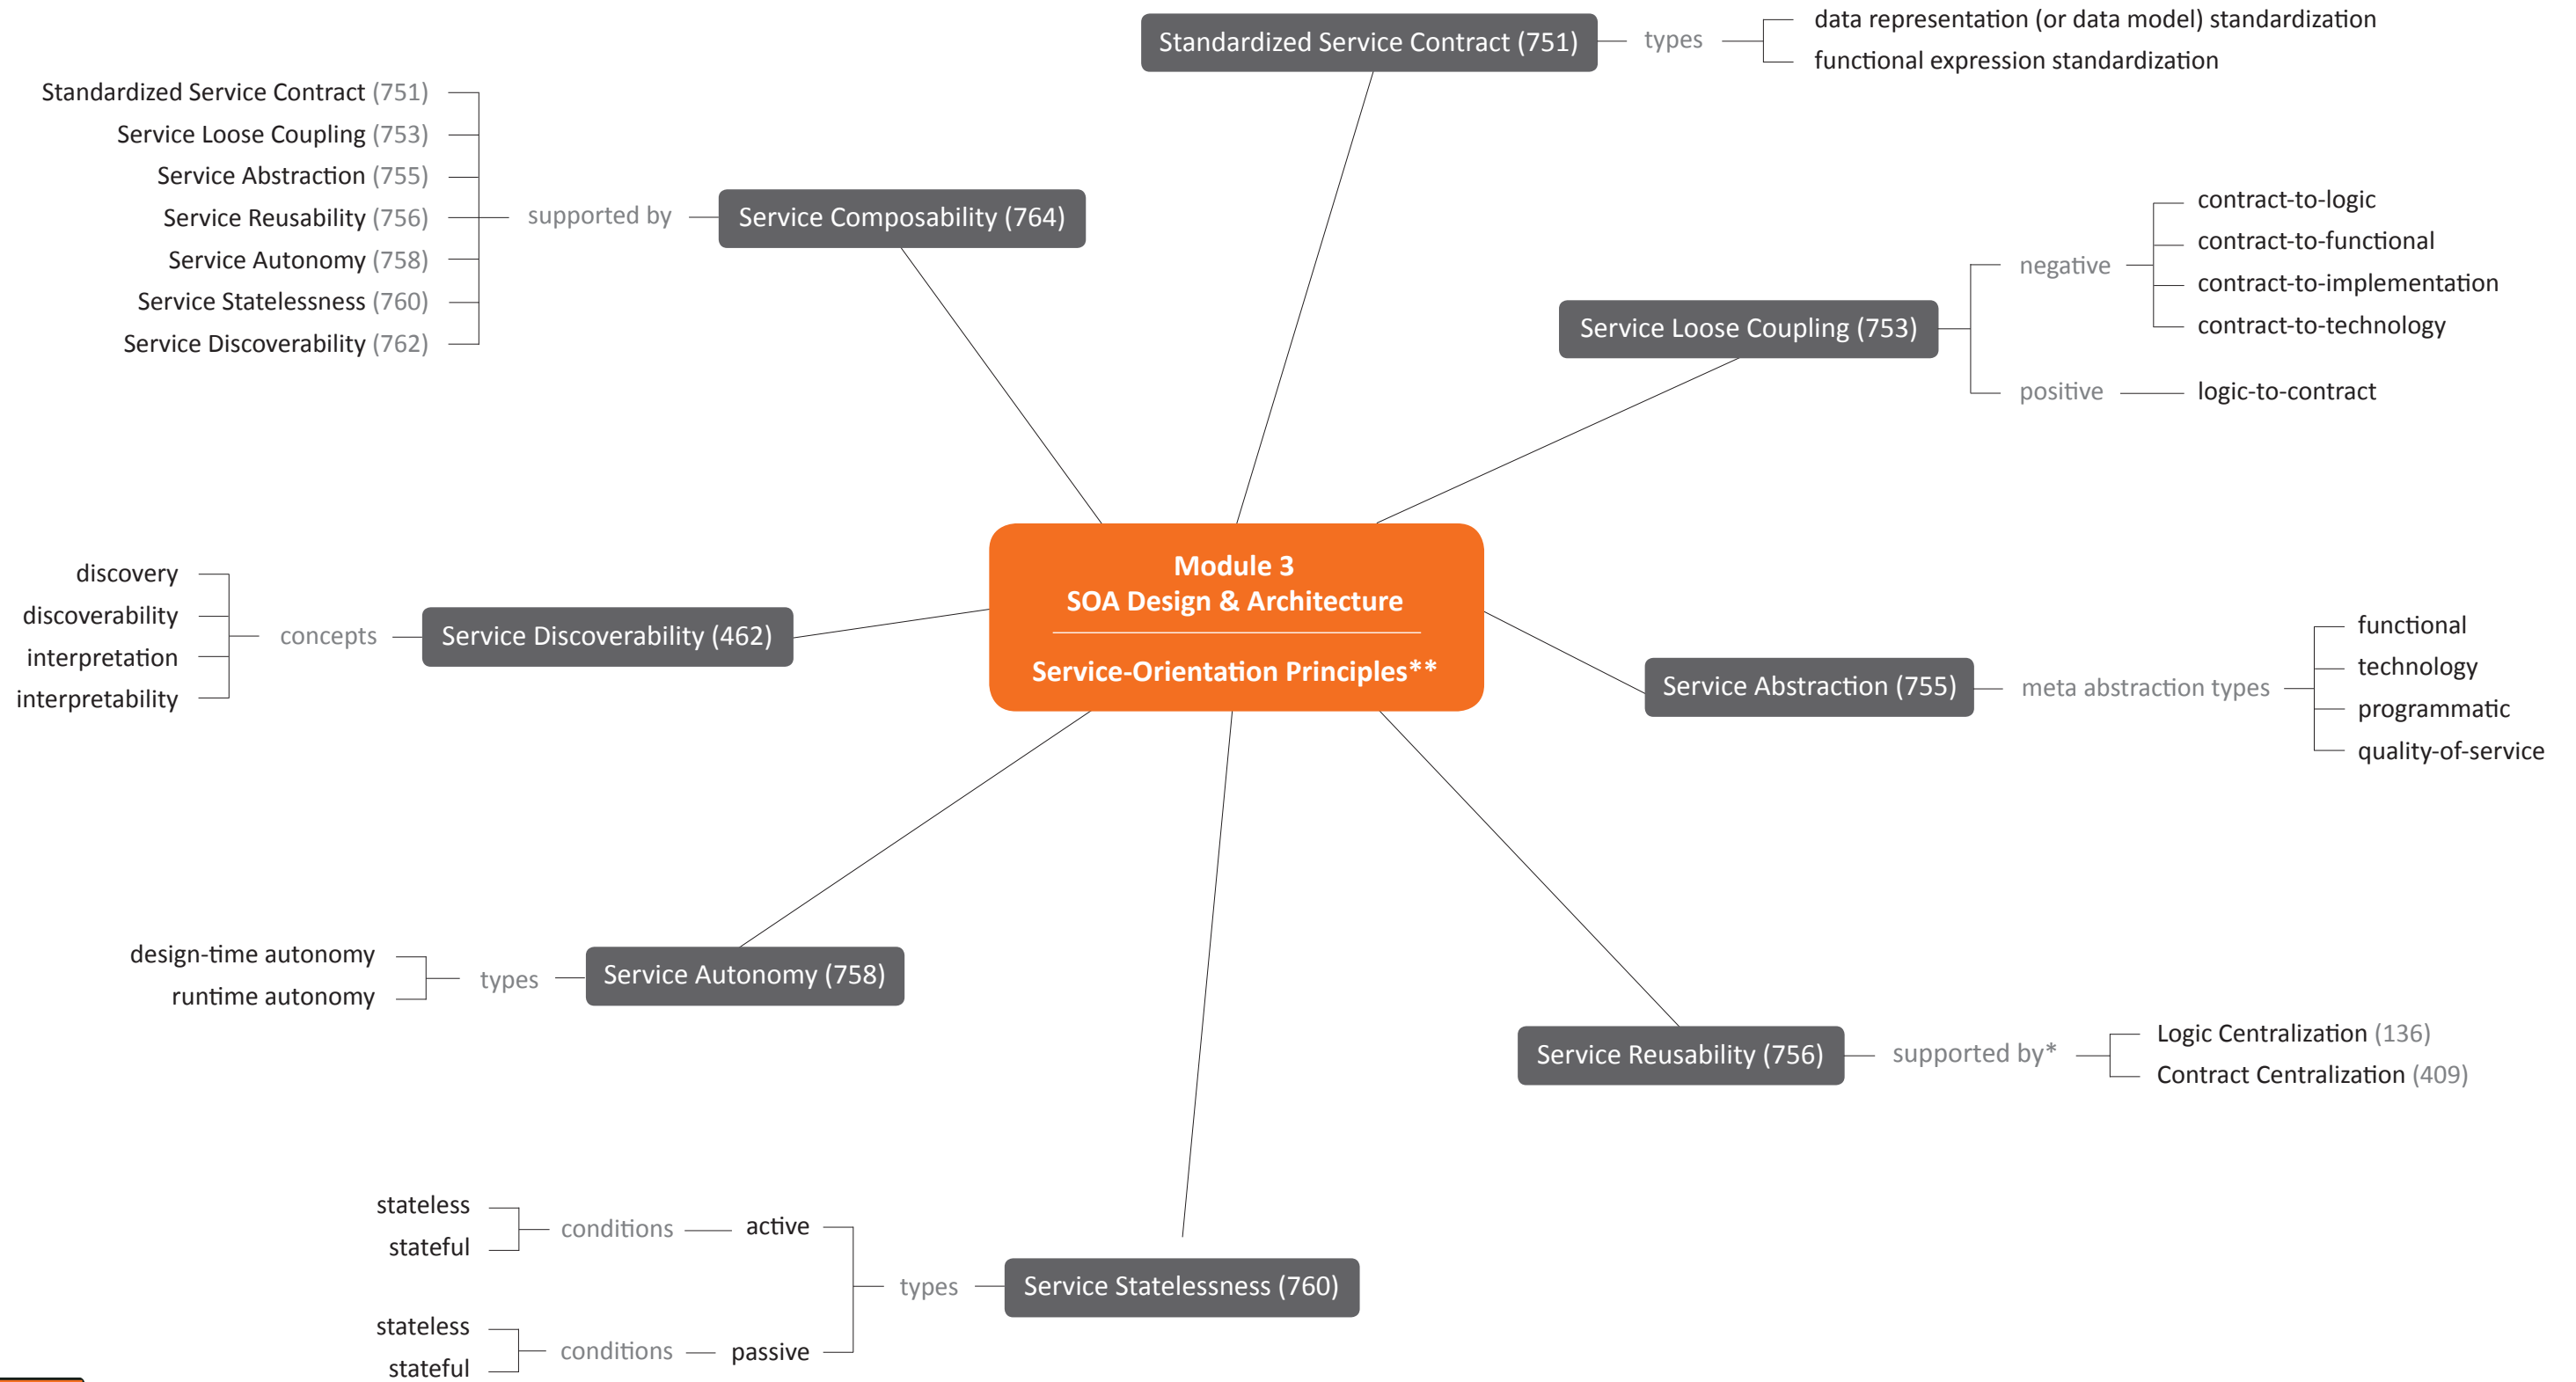 Standardized Service Contract (751)
types
data representation (or data model) standardization
functional expression standardization
Standardized Service Contract (751)
Service Loose Coupling (753)
Service Abstraction (755)
Service Reusability (756)
Service Autonomy (758)
Service Statelessness (760)
Service Discoverability (762)
supported by
Service Composability (764)
Service Loose Coupling (753)
negative
contract-to-logic
contract-to-functional
contract-to-implementation
contract-to-technology
positive
logic-to-contract
Module 3
SOA Design & Architecture
Service-Orientation Principles**
discovery
discoverability
interpretation
interpretability
concepts
Service Discoverability (462)
Service Abstraction (755)
meta abstraction types
functional
technology
programmatic
quality-of-service
design-time autonomy
runtime autonomy
types
Service Autonomy (758)
Service Reusability (756)
supported by*
Logic Centralization (136)
Contract Centralization (409)
stateless
stateful
conditions
active
stateless
stateful
conditions
passive
types
Service Statelessness (760)